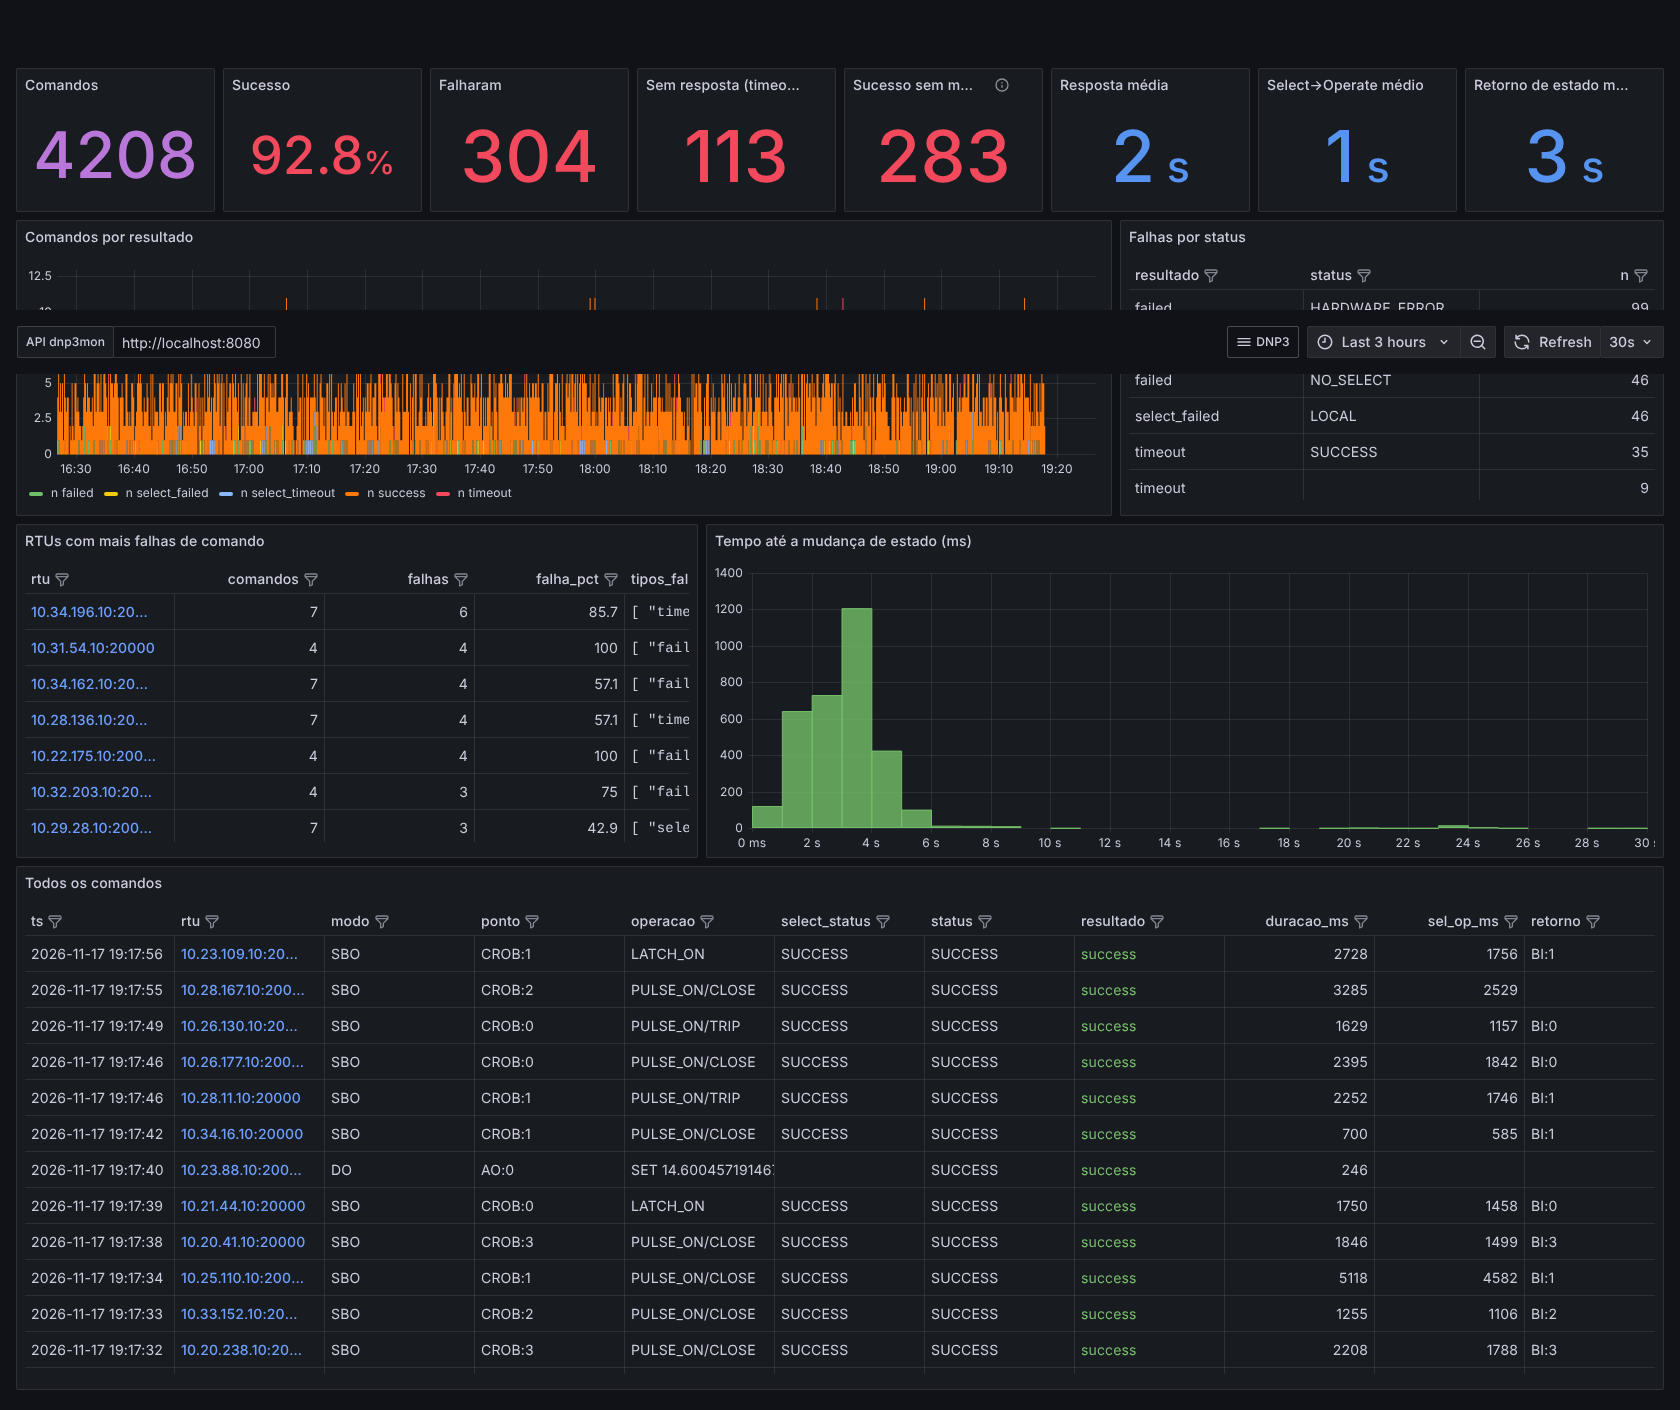 Comandos
4208
Sucesso
92.8%
Falharam
304
Sem resposta (timeo...
113
Sucesso sem m...
283
Resposta média
2 s
Select→Operate médio
1 s
Retorno de estado m...
3 s
Comandos por resultado
12.5
Falhas por status
resultado status n
failed HARDWARE_ERROR 99
API dnp3mon http://localhost:8080
DNP3 Last 3 hours Refresh 30s
5
2.5
0
16:30 16:40 16:50 17:00 17:10 17:20 17:30 17:40 17:50 18:00 18:10 18:20 18:30 18:40 18:50 19:00 19:10 19:20
n failed n select_failed n select_timeout n success n timeout
failed NO_SELECT 46
select_failed LOCAL 46
timeout SUCCESS 35
timeout 9
RTUs com mais falhas de comando
rtu comandos falhas falha_pct tipos_fal
10.34.196.10:20... 7 6 85.7 [ "time
10.31.54.10:20000 4 4 100 [ "fail
10.34.162.10:20... 7 4 57.1 [ "fail
10.28.136.10:20... 7 4 57.1 [ "time
10.22.175.10:200... 4 4 100 [ "fail
10.32.203.10:20... 4 3 75 [ "fail
10.29.28.10:200... 7 3 42.9 [ "sele
Tempo até a mudança de estado (ms)
1400
1200
1000
800
600
400
200
0
0 ms 2 s 4 s 6 s 8 s 10 s 12 s 14 s 16 s 18 s 20 s 22 s 24 s 26 s 28 s 30 s
Todos os comandos
ts rtu modo ponto operacao select_status status resultado duracao_ms sel_op_ms retorno
2026-11-17 19:17:56 10.23.109.10:20... SBO CROB:1 LATCH_ON SUCCESS SUCCESS success 2728 1756 BI:1
2026-11-17 19:17:55 10.28.167.10:200... SBO CROB:2 PULSE_ON/CLOSE SUCCESS SUCCESS success 3285 2529
2026-11-17 19:17:49 10.26.130.10:20... SBO CROB:0 PULSE_ON/TRIP SUCCESS SUCCESS success 1629 1157 BI:0
2026-11-17 19:17:46 10.26.177.10:200... SBO CROB:0 PULSE_ON/CLOSE SUCCESS SUCCESS success 2395 1842 BI:0
2026-11-17 19:17:46 10.28.11.10:20000 SBO CROB:1 PULSE_ON/TRIP SUCCESS SUCCESS success 2252 1746 BI:1
2026-11-17 19:17:42 10.34.16.10:20000 SBO CROB:1 PULSE_ON/CLOSE SUCCESS SUCCESS success 700 585 BI:1
2026-11-17 19:17:40 10.23.88.10:200... DO AO:0 SET 14.600457191467 SUCCESS success 246
2026-11-17 19:17:39 10.21.44.10:20000 SBO CROB:0 LATCH_ON SUCCESS SUCCESS success 1750 1458 BI:0
2026-11-17 19:17:38 10.20.41.10:20000 SBO CROB:3 PULSE_ON/CLOSE SUCCESS SUCCESS success 1846 1499 BI:3
2026-11-17 19:17:34 10.25.110.10:200... SBO CROB:1 PULSE_ON/CLOSE SUCCESS SUCCESS success 5118 4582 BI:1
2026-11-17 19:17:33 10.33.152.10:20... SBO CROB:2 PULSE_ON/CLOSE SUCCESS SUCCESS success 1255 1106 BI:2
2026-11-17 19:17:32 10.20.238.10:20... SBO CROB:3 PULSE_ON/CLOSE SUCCESS SUCCESS success 2208 1788 BI:3